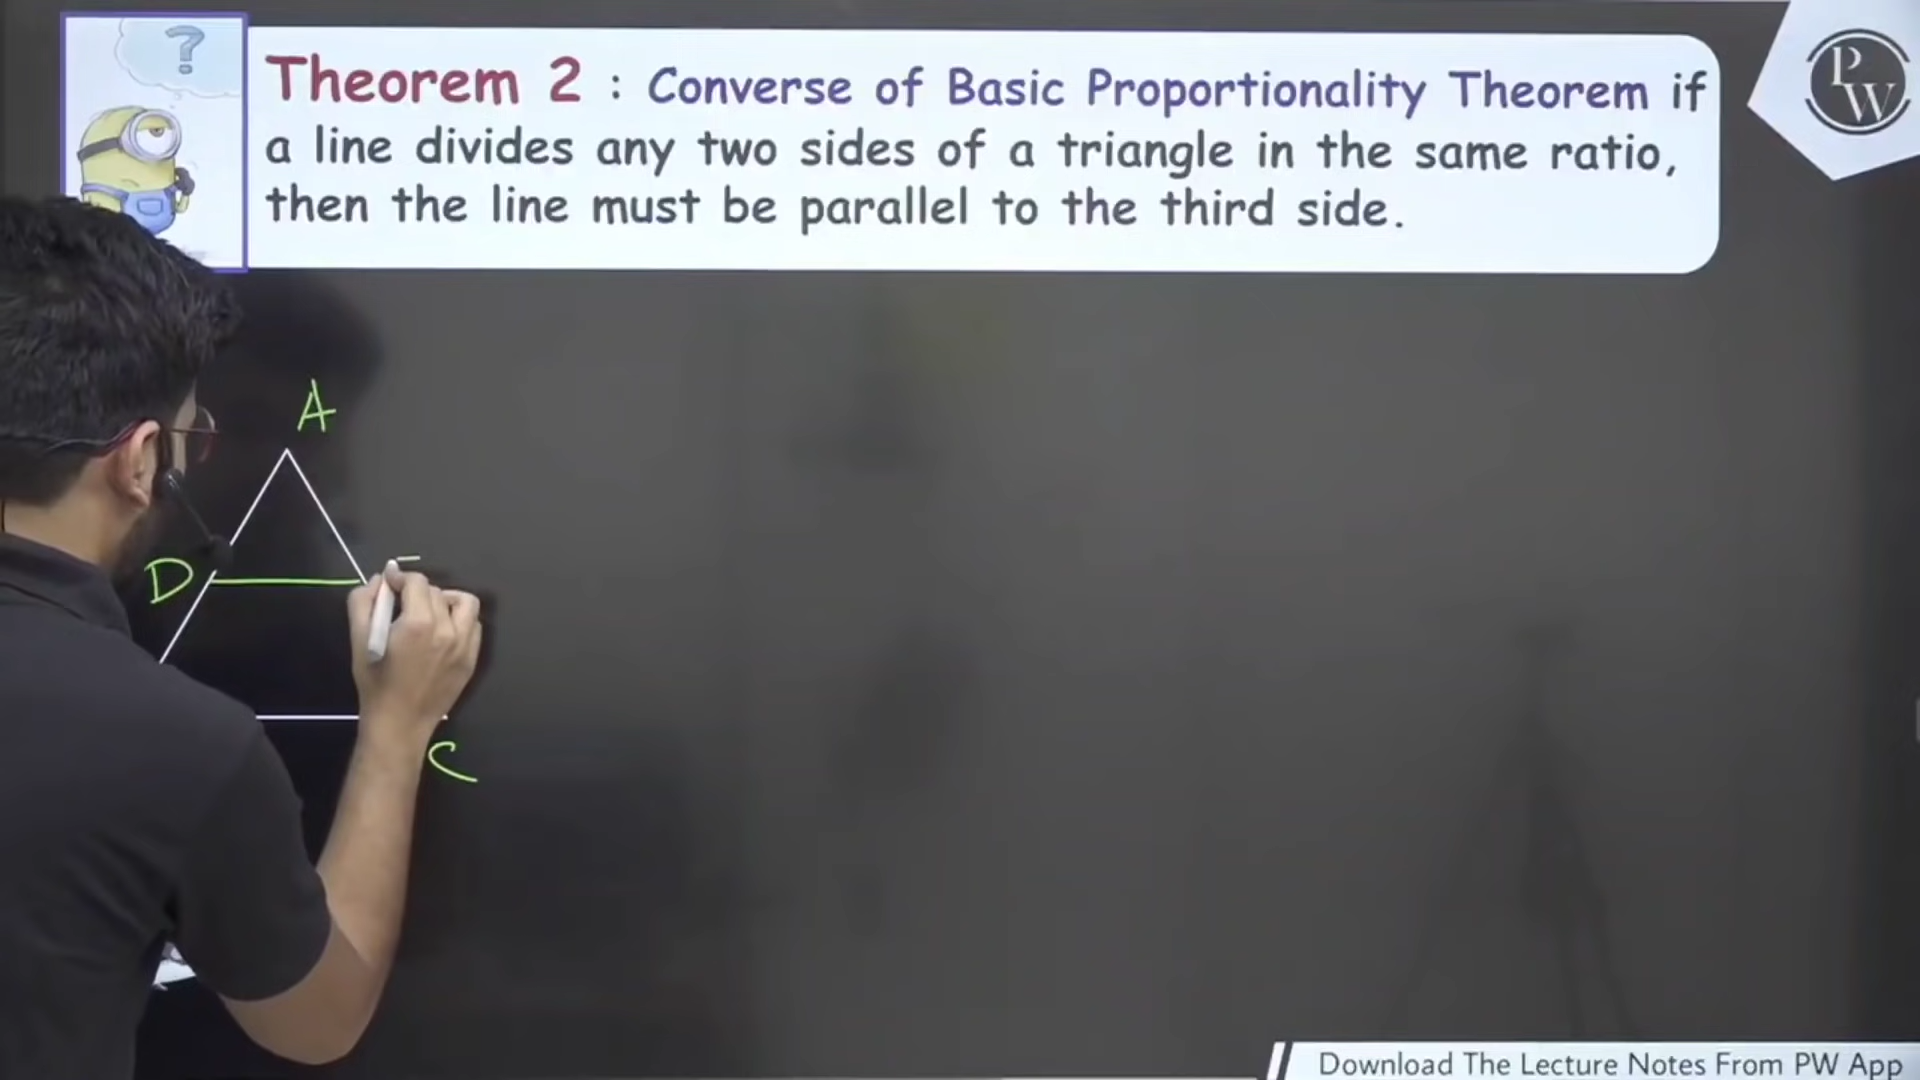 ?
Theorem 2 : Converse of Basic Proportionality Theorem if
a line divides any two sides of a triangle in the same ratio,
then the line must be parallel to the third side.
PW
A
D
C
Download The Lecture Notes From PW App